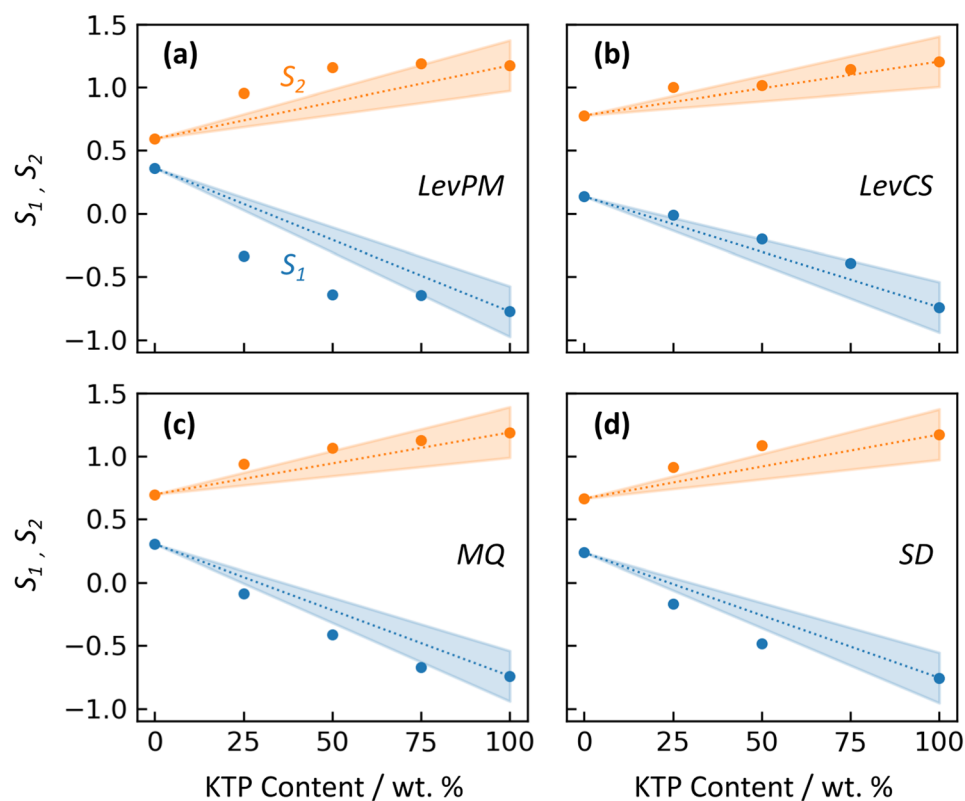 (a)
(b)
1.5
1.0
0.5
0.0
−0.5
−1.0
S₁ , S₂
S₂
S₁
LevPM
LevCS
(c)
(d)
1.5
1.0
0.5
0.0
−0.5
−1.0
S₁ , S₂
MQ
SD
0 25 50 75 100
0 25 50 75 100
KTP Content / wt. %
KTP Content / wt. %